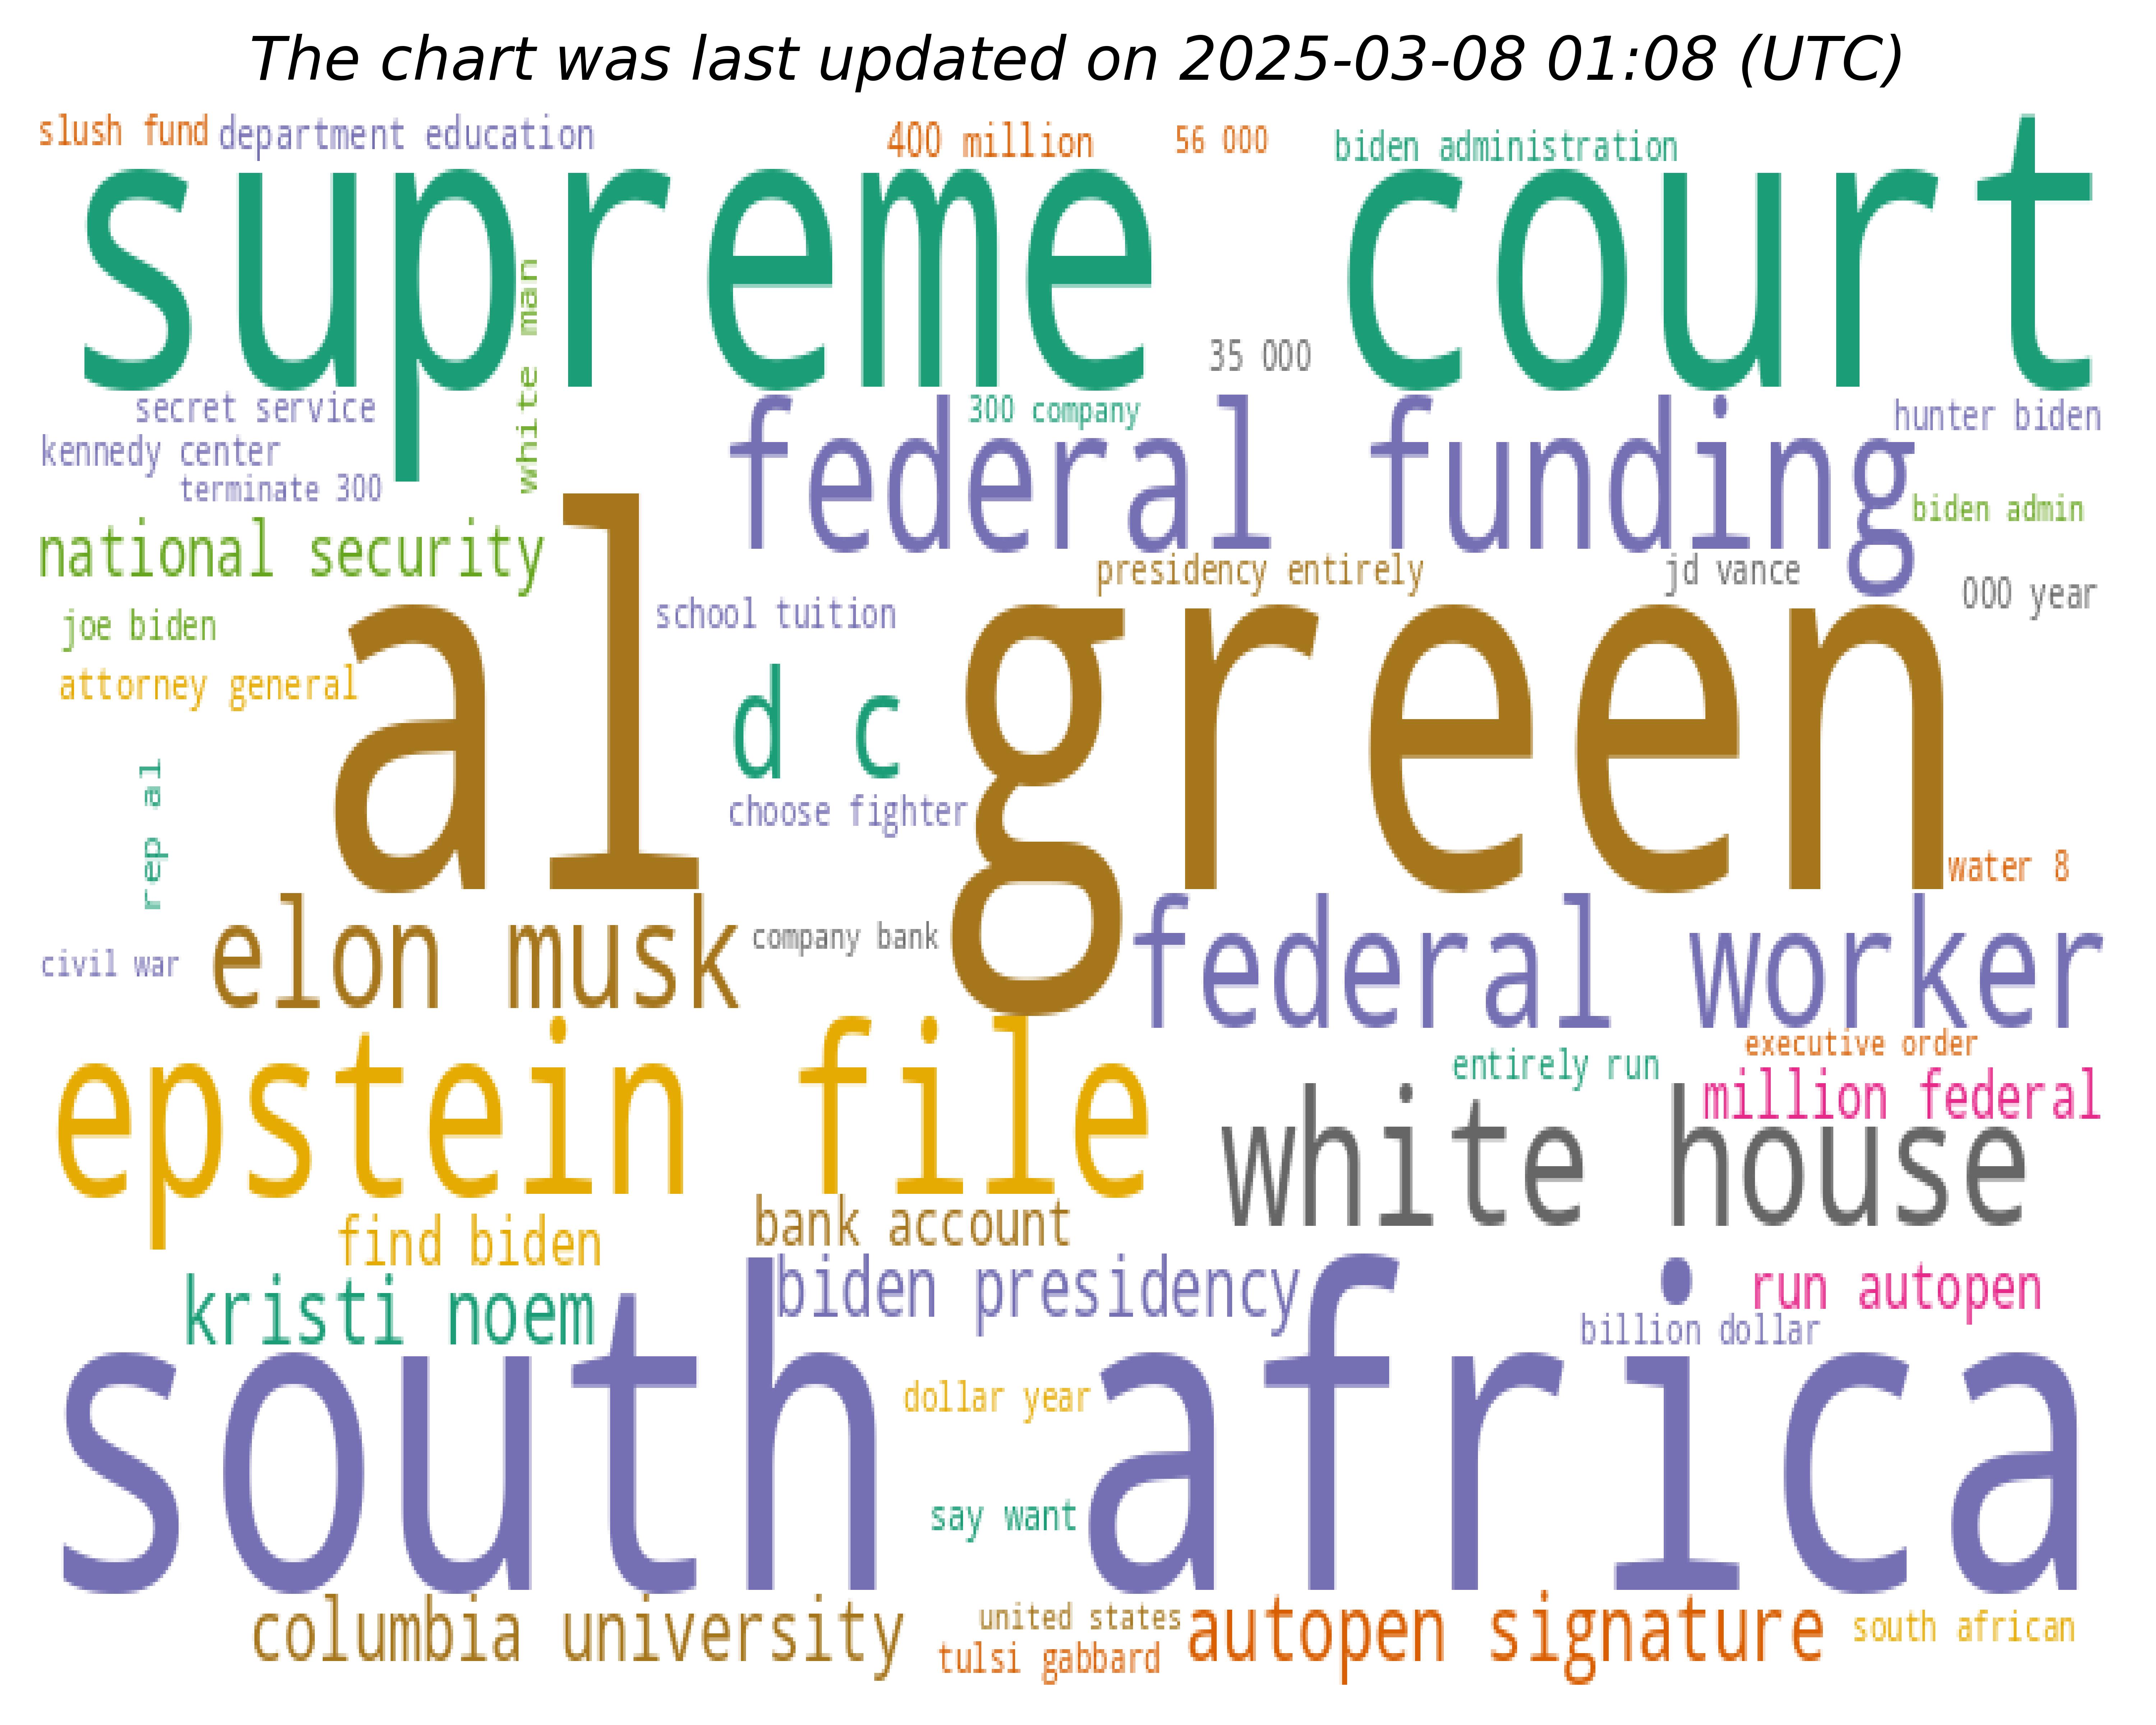 The chart was last updated on 2025-03-08 01:08 (UTC)
slush fund
department education
400 million
56 000
biden administration
supreme court
white man
35 000
secret service
300 company
hunter biden
kennedy center
terminate 300
federal funding
biden admin
national security
presidency entirely
jd vance
000 year
joe biden
school tuition
attorney general
al green
d c
choose fighter
rep al
water 8
elon musk
company bank
federal worker
civil war
executive order
epstein file
entirely run
million federal
white house
find biden
bank account
kristi noem
biden presidency
run autopen
billion dollar
south africa
dollar year
say want
columbia university
united states
autopen signature
south african
tulsi gabbard